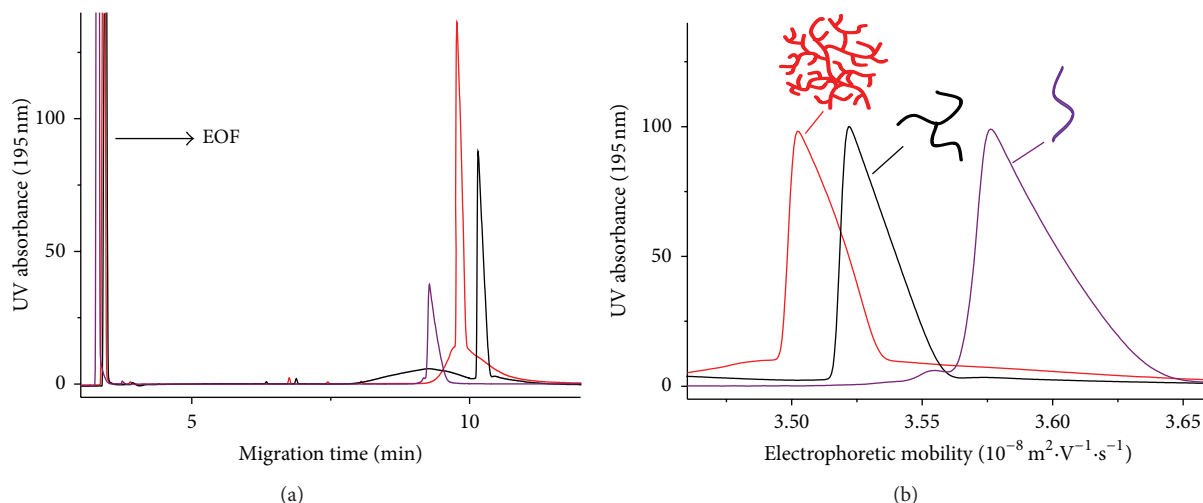 UV absorbance (195 nm)
100
50
0
EOF
5
10
Migration time (min)
(a)
UV absorbance (195 nm)
100
50
0
3.50
3.55
3.60
3.65
Electrophoretic mobility (10⁻⁸ m²·V⁻¹·s⁻¹)
(b)